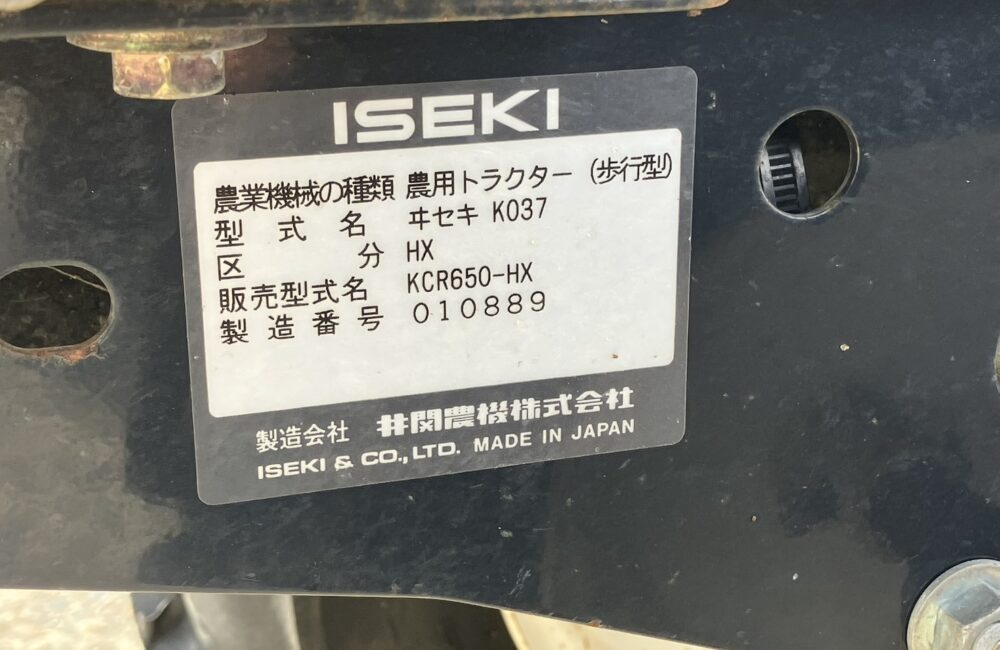 ISEKI
農業機械の種類 農用トラクター (歩行型)
型式名 ヰセキ K037
区分 HX
販売型式名 KCR650-HX
製造番号 010889
製造会社 井関農機株式会社
ISEKI & CO., LTD. MADE IN JAPAN